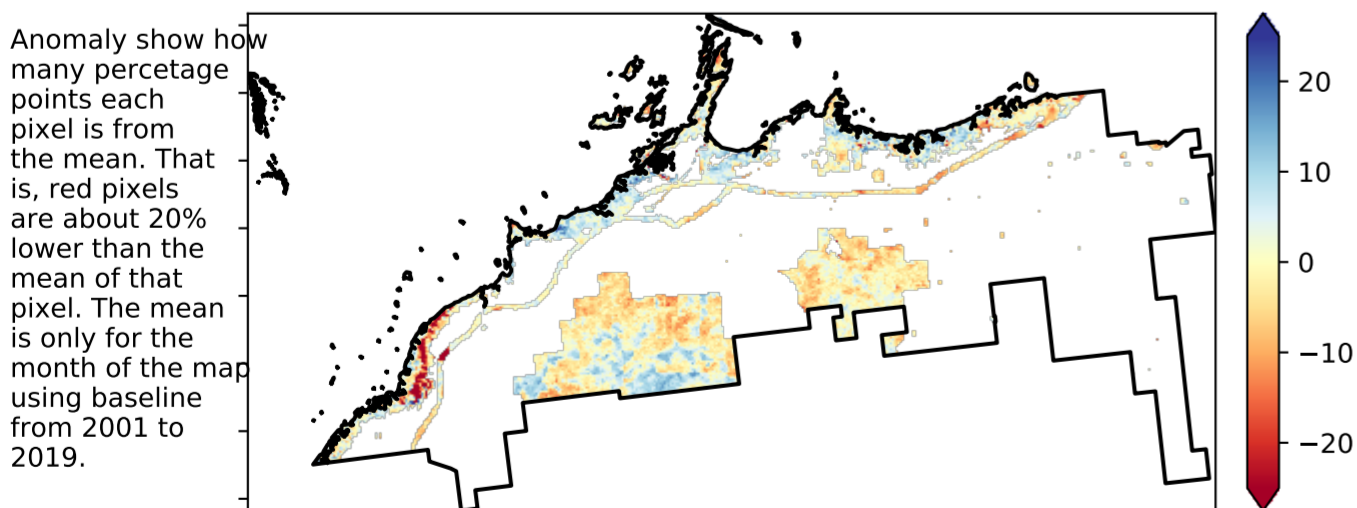 Anomaly show how
many percetage
points each
pixel is from
the mean. That
is, red pixels
are about 20%
lower than the
mean of that
pixel. The mean
is only for the
month of the map
using baseline
from 2001 to
2019.
20
10
0
−10
−20